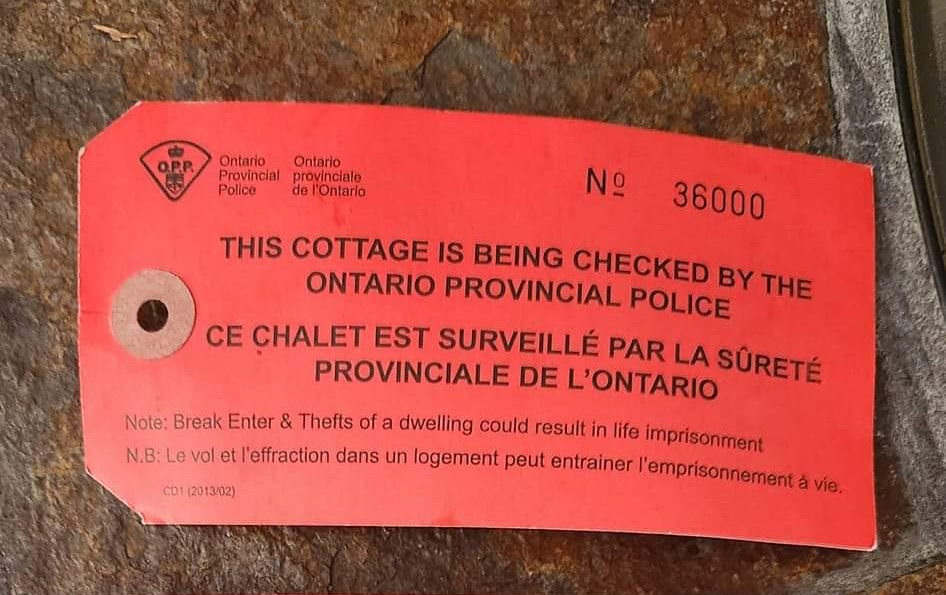 O.P.P.
Ontario Provincial Police
Ontario provinciale de l'Ontario
Nº 36000
THIS COTTAGE IS BEING CHECKED BY THE
ONTARIO PROVINCIAL POLICE
CE CHALET EST SURVEILLÉ PAR LA SÛRETÉ
PROVINCIALE DE L'ONTARIO
Note: Break Enter & Thefts of a dwelling could result in life imprisonment
N.B: Le vol et l'effraction dans un logement peut entrainer l'emprisonnement à vie.
CD1 (2013/02)